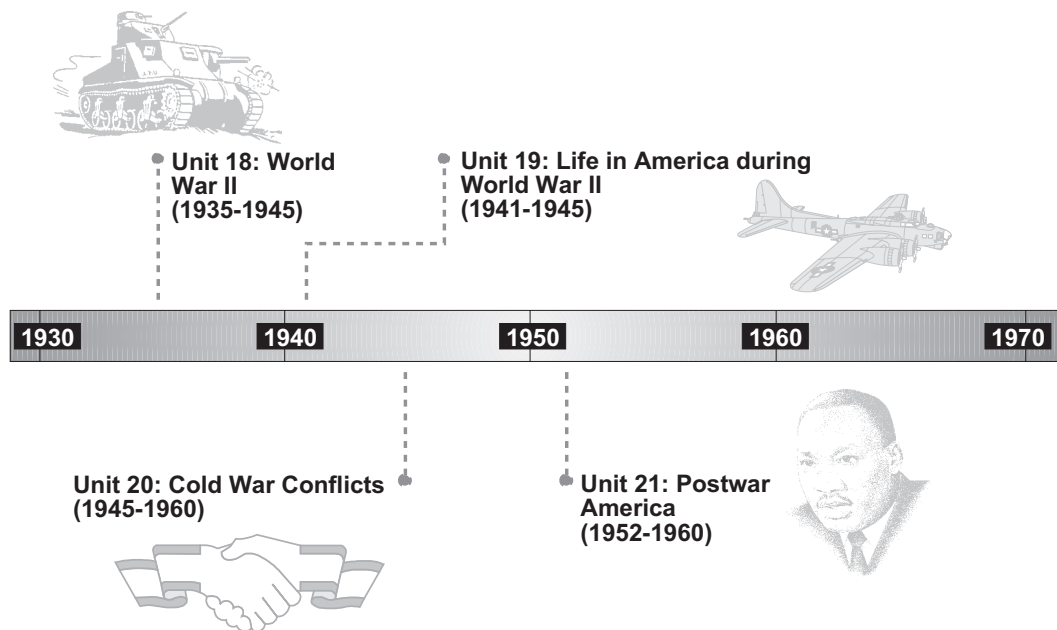 Unit 18: World
War II
(1935-1945)
Unit 19: Life in America during
World War II
(1941-1945)
1930
1940
1950
1960
1970
Unit 20: Cold War Conflicts
(1945-1960)
Unit 21: Postwar
America
(1952-1960)